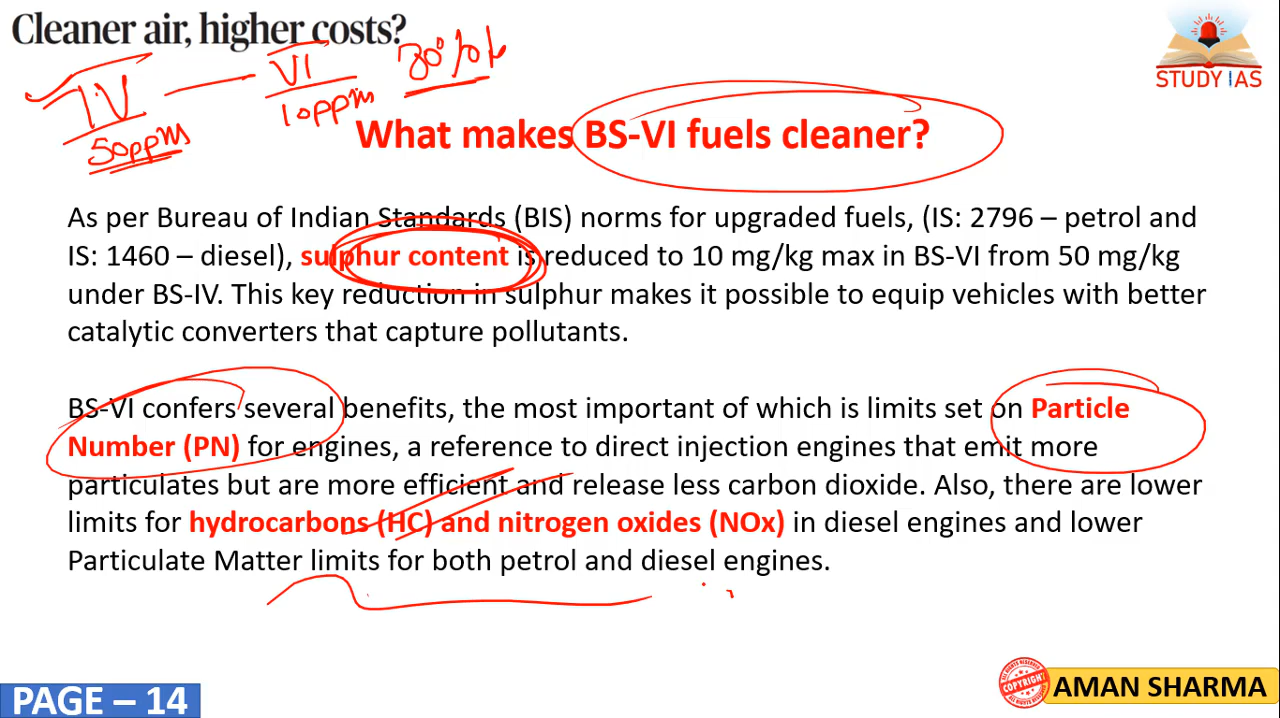 Cleaner air, higher costs?
IV VI
50ppm 10ppm
STUDY IAS
What makes BS-VI fuels cleaner?
As per Bureau of Indian Standards (BIS) norms for upgraded fuels, (IS: 2796 – petrol and
IS: 1460 – diesel), sulphur content is reduced to 10 mg/kg max in BS-VI from 50 mg/kg
under BS-IV. This key reduction in sulphur makes it possible to equip vehicles with better
catalytic converters that capture pollutants.
BS-VI confers several benefits, the most important of which is limits set on Particle
Number (PN) for engines, a reference to direct injection engines that emit more
particulates but are more efficient and release less carbon dioxide. Also, there are lower
limits for hydrocarbons (HC) and nitrogen oxides (NOx) in diesel engines and lower
Particulate Matter limits for both petrol and diesel engines.
PAGE – 14
COPYRIGHT
AMAN SHARMA